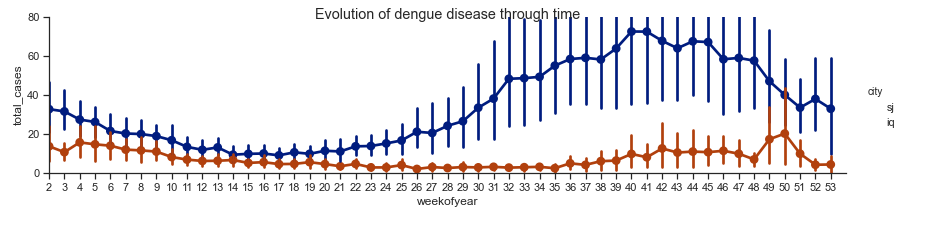 Evolution of dengue disease through time
80
60
40
20
0
total_cases
2 3 4 5 6 7 8 9 10 11 12 13 14 15 16 17 18 19 20 21 22 23 24 25 26 27 28 29 30 31 32 33 34 35 36 37 38 39 40 41 42 43 44 45 46 47 48 49 50 51 52 53
weekofyear
city
sj
iq